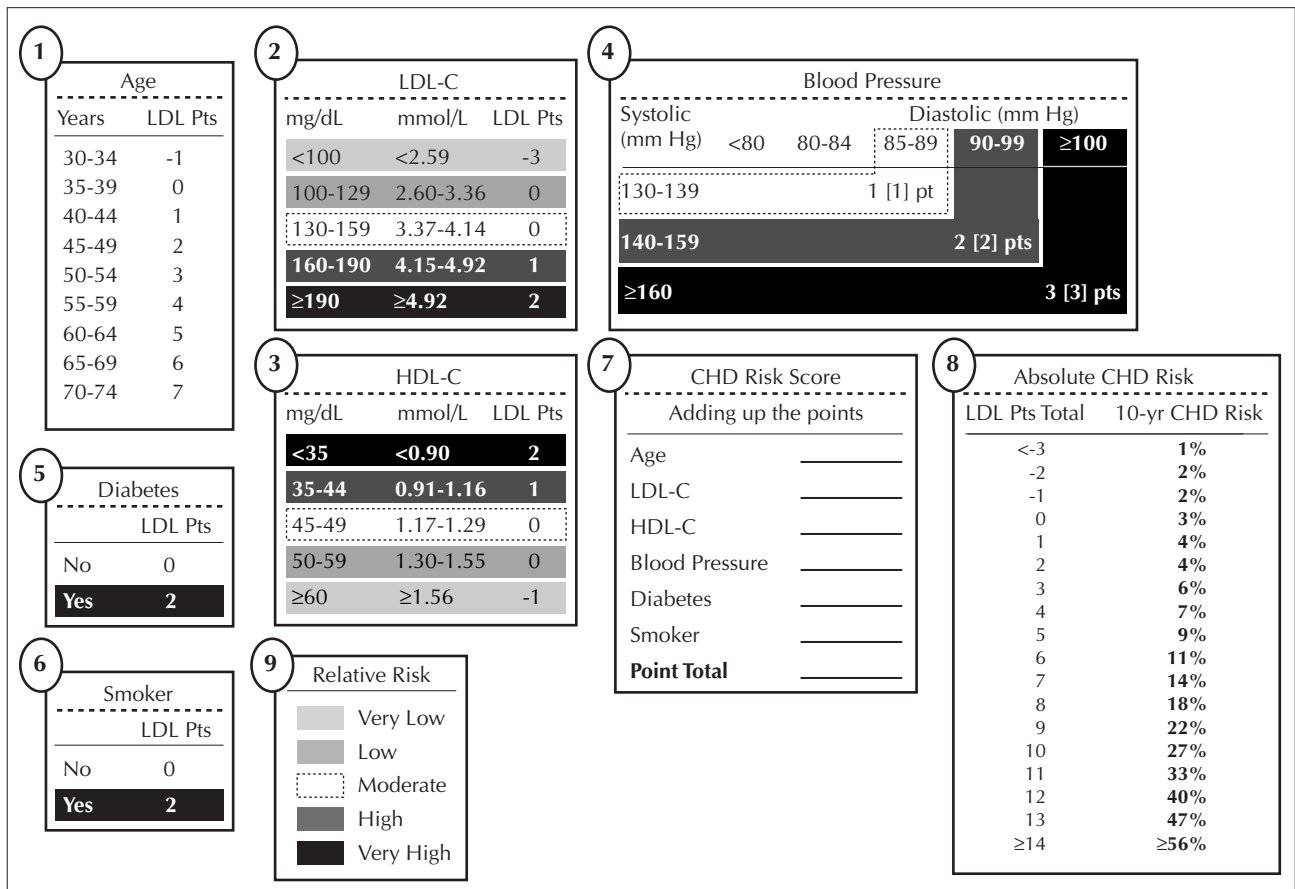 1
Age
Years LDL Pts
30-34 -1
35-39 0
40-44 1
45-49 2
50-54 3
55-59 4
60-64 5
65-69 6
70-74 7
2
LDL-C
mg/dL mmol/L LDL Pts
<100 <2.59 -3
100-129 2.60-3.36 0
130-159 3.37-4.14 0
160-190 4.15-4.92 1
≥190 ≥4.92 2
3
HDL-C
mg/dL mmol/L LDL Pts
<35 <0.90 2
35-44 0.91-1.16 1
45-49 1.17-1.29 0
50-59 1.30-1.55 0
≥60 ≥1.56 -1
4
Blood Pressure
Systolic Diastolic (mm Hg)
(mm Hg) <80 80-84 85-89 90-99 ≥100
130-139 1 [1] pt
140-159 2 [2] pts
≥160 3 [3] pts
5
Diabetes
LDL Pts
No 0
Yes 2
6
Smoker
LDL Pts
No 0
Yes 2
7
CHD Risk Score
Adding up the points
Age
LDL-C
HDL-C
Blood Pressure
Diabetes
Smoker
Point Total
8
Absolute CHD Risk
LDL Pts Total 10-yr CHD Risk
<-3 1%
-2 2%
-1 2%
0 3%
1 4%
2 4%
3 6%
4 7%
5 9%
6 11%
7 14%
8 18%
9 22%
10 27%
11 33%
12 40%
13 47%
≥14 ≥56%
9
Relative Risk
Very Low
Low
Moderate
High
Very High